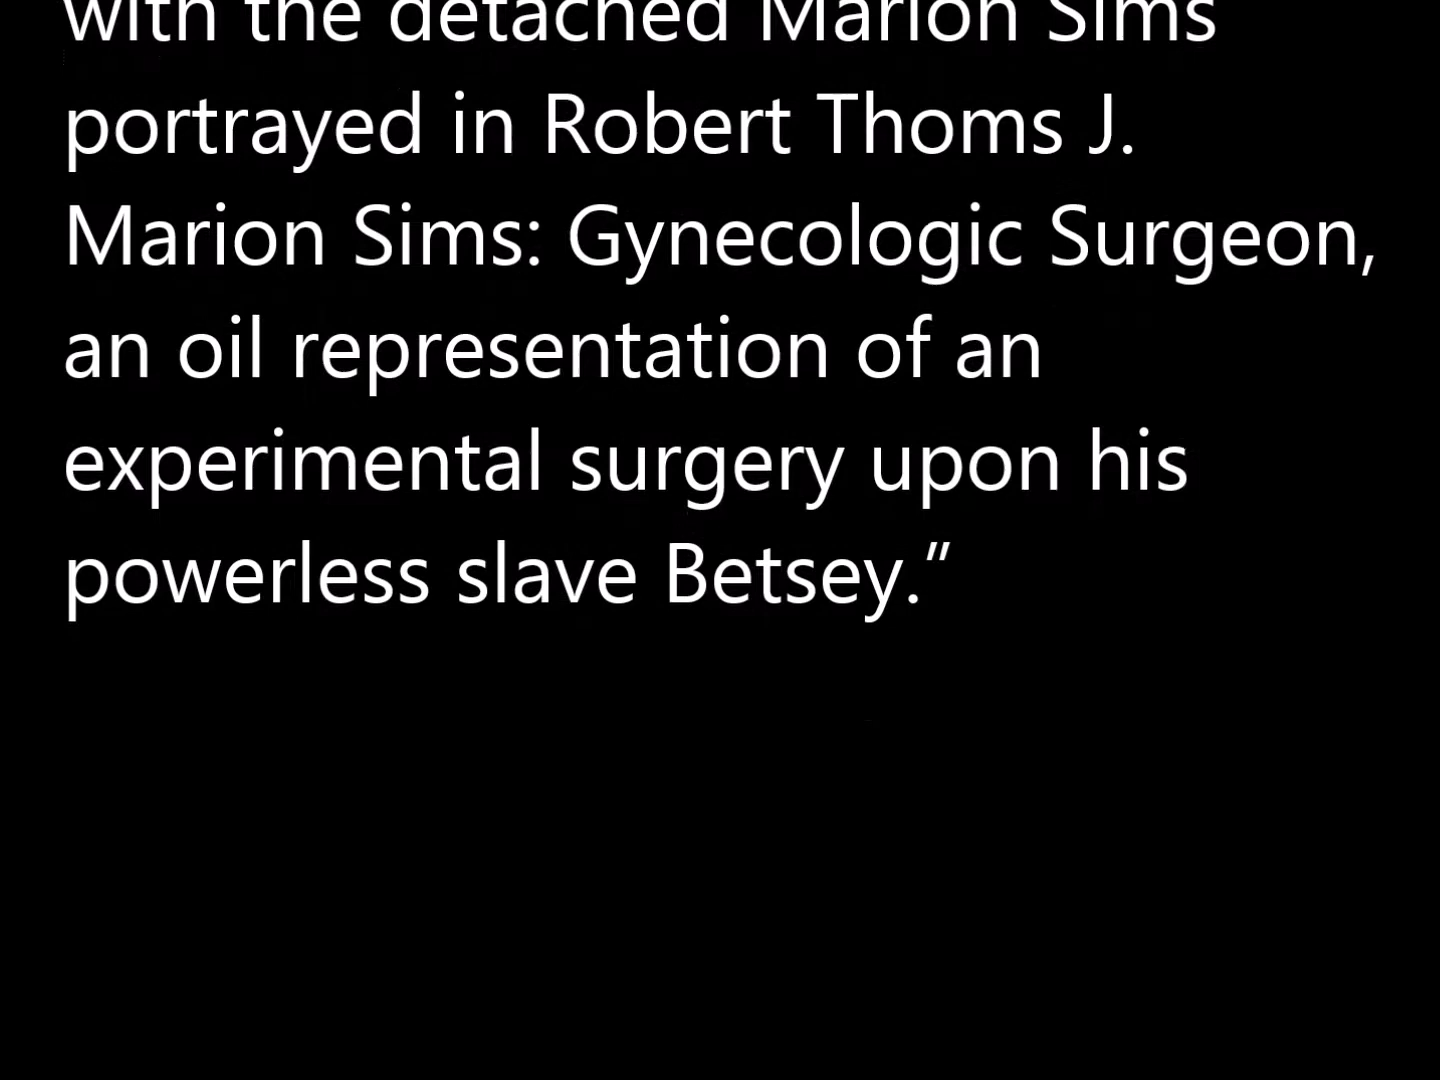 with the detached Marion Sims
portrayed in Robert Thoms J.
Marion Sims: Gynecologic Surgeon,
an oil representation of an
experimental surgery upon his
powerless slave Betsey.”